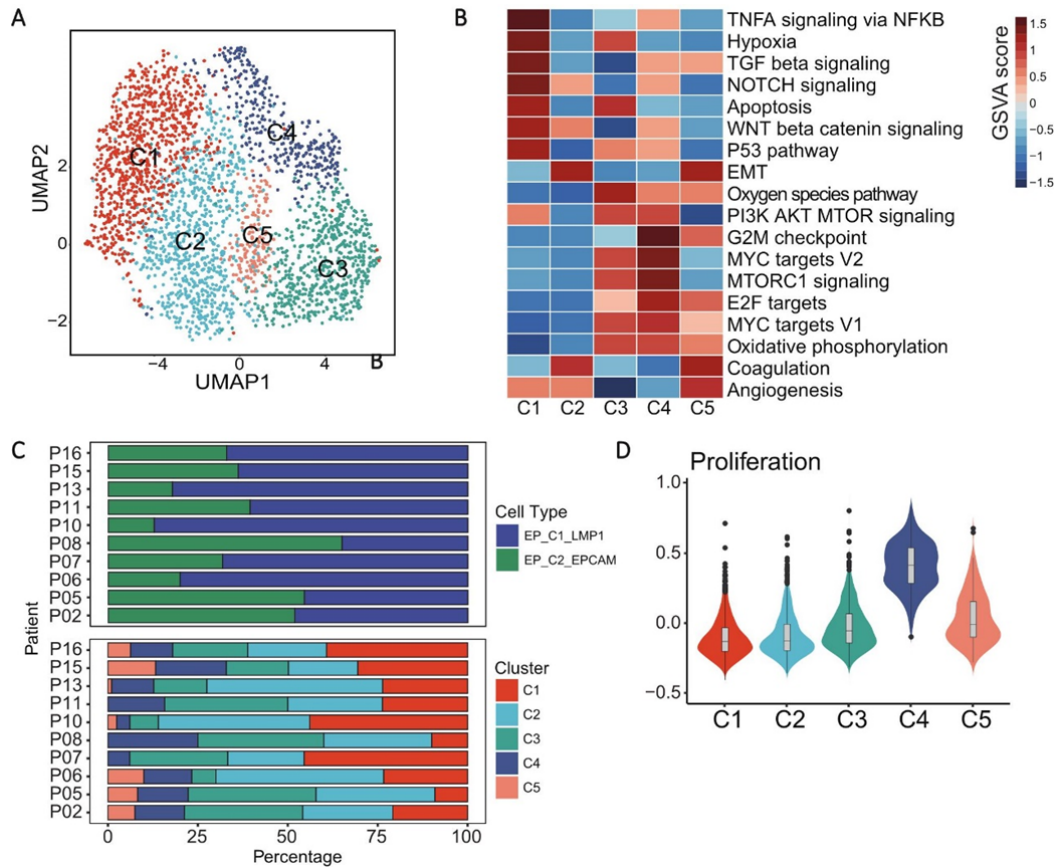 A
UMAP2
2
0
−2
C1
C2
C3
C4
C5
−4
0
4
UMAP1
B
B
TNFA signaling via NFKB
Hypoxia
TGF beta signaling
NOTCH signaling
Apoptosis
WNT beta catenin signaling
P53 pathway
EMT
Oxygen species pathway
PI3K AKT MTOR signaling
G2M checkpoint
MYC targets V2
MTORC1 signaling
E2F targets
MYC targets V1
Oxidative phosphorylation
Coagulation
Angiogenesis
C1 C2 C3 C4 C5
GSVA score
1.5
1
0.5
0
−0.5
−1
−1.5
C
Patient
P16
P15
P13
P11
P10
P08
P07
P06
P05
P02
Cell Type
EP_C1_LMP1
EP_C2_EPCAM
P16
P15
P13
P11
P10
P08
P07
P06
P05
P02
0 25 50 75 100
Percentage
Cluster
C1
C2
C3
C4
C5
D
Proliferation
1.0
0.5
0.0
−0.5
C1 C2 C3 C4 C5